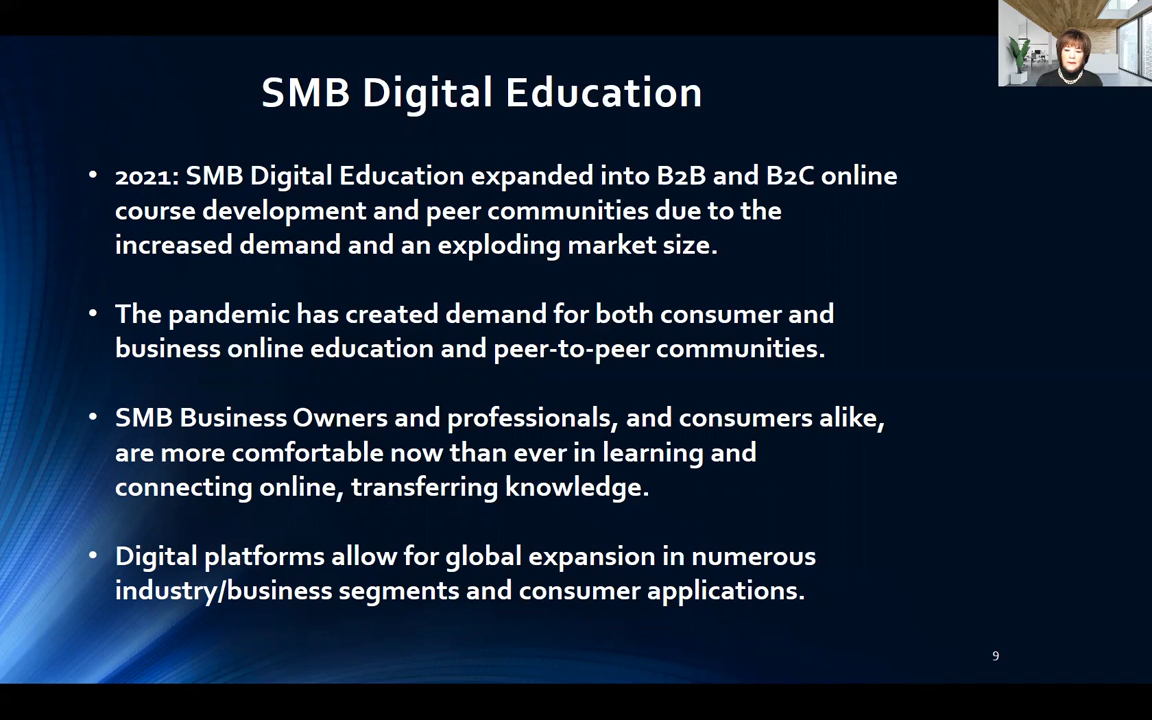 SMB Digital Education
• 2021: SMB Digital Education expanded into B2B and B2C online
course development and peer communities due to the
increased demand and an exploding market size.
• The pandemic has created demand for both consumer and
business online education and peer-to-peer communities.
• SMB Business Owners and professionals, and consumers alike,
are more comfortable now than ever in learning and
connecting online, transferring knowledge.
• Digital platforms allow for global expansion in numerous
industry/business segments and consumer applications.
9